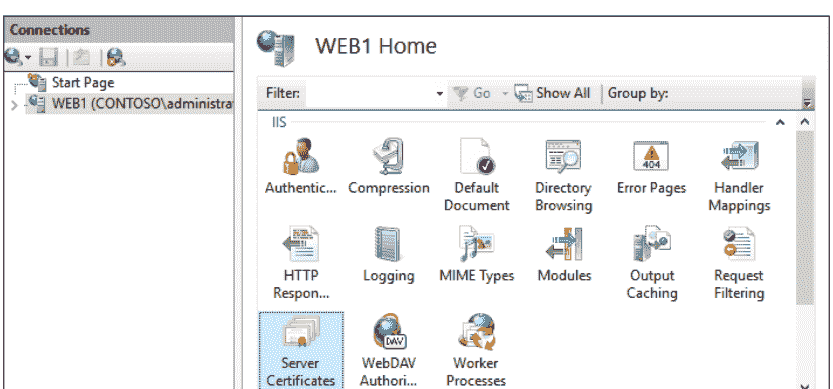 Connections
Start Page
WEB1 (CONTOSO\administra
WEB1 Home
Filter: Go Show All Group by:
IIS
Authentic... Compression Default Document Directory Browsing Error Pages Handler Mappings
404
HTTP Respon... Logging MIME Types Modules Output Caching Request Filtering
DAV
Server Certificates WebDAV Authori... Worker Processes